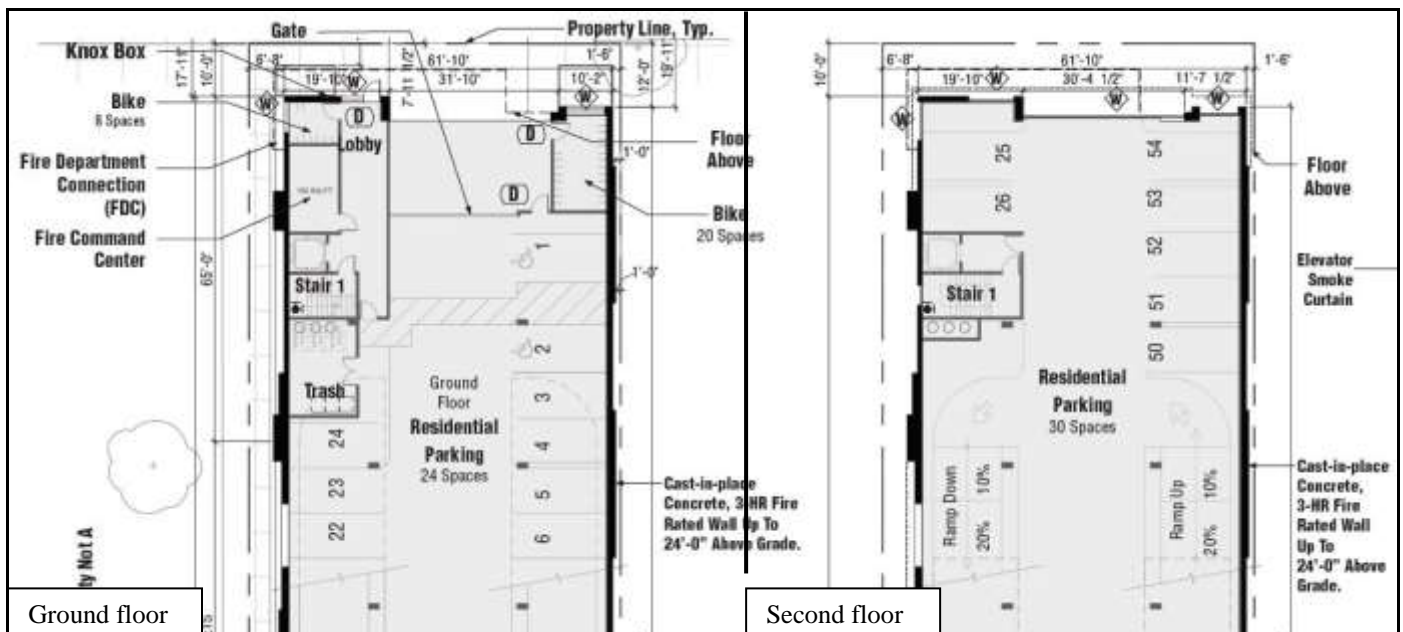 Gate
Property Line, Typ.
Knox Box
6'-8"
61'-10"
1'-6"
17'-11"
10'-0"
19'-10"
7'-11 1/2"
31'-10"
10'-2"
12'-0"
19'-11"
W
W
W
Bike
8 Spaces
D
Lobby
D
Floor
Above
1'-0"
Fire Department
Connection
(FDC)
D
Bike
20 Spaces
Fire Command
Center
65'-0"
1
1'-0"
Stair 1
2
Trash
Ground
Floor
Residential
Parking
24 Spaces
3
24
4
23
5
22
6
Cast-in-place
Concrete, 3-HR Fire
Rated Wall Up To
24'-0" Above Grade.
ty Not A
Ground floor
10'-0"
6'-8"
61'-10"
1'-6"
19'-10"
30'-4 1/2"
11'-7 1/2"
W
W
W
W
25
54
Floor
Above
26
53
52
Elevator
Smoke
Curtain
Stair 1
51
50
Residential
Parking
30 Spaces
Ramp Down
20%
10%
Ramp Up
20%
10%
Cast-in-place
Concrete,
3-HR Fire
Rated Wall
Up To
24'-0" Above
Grade.
Second floor